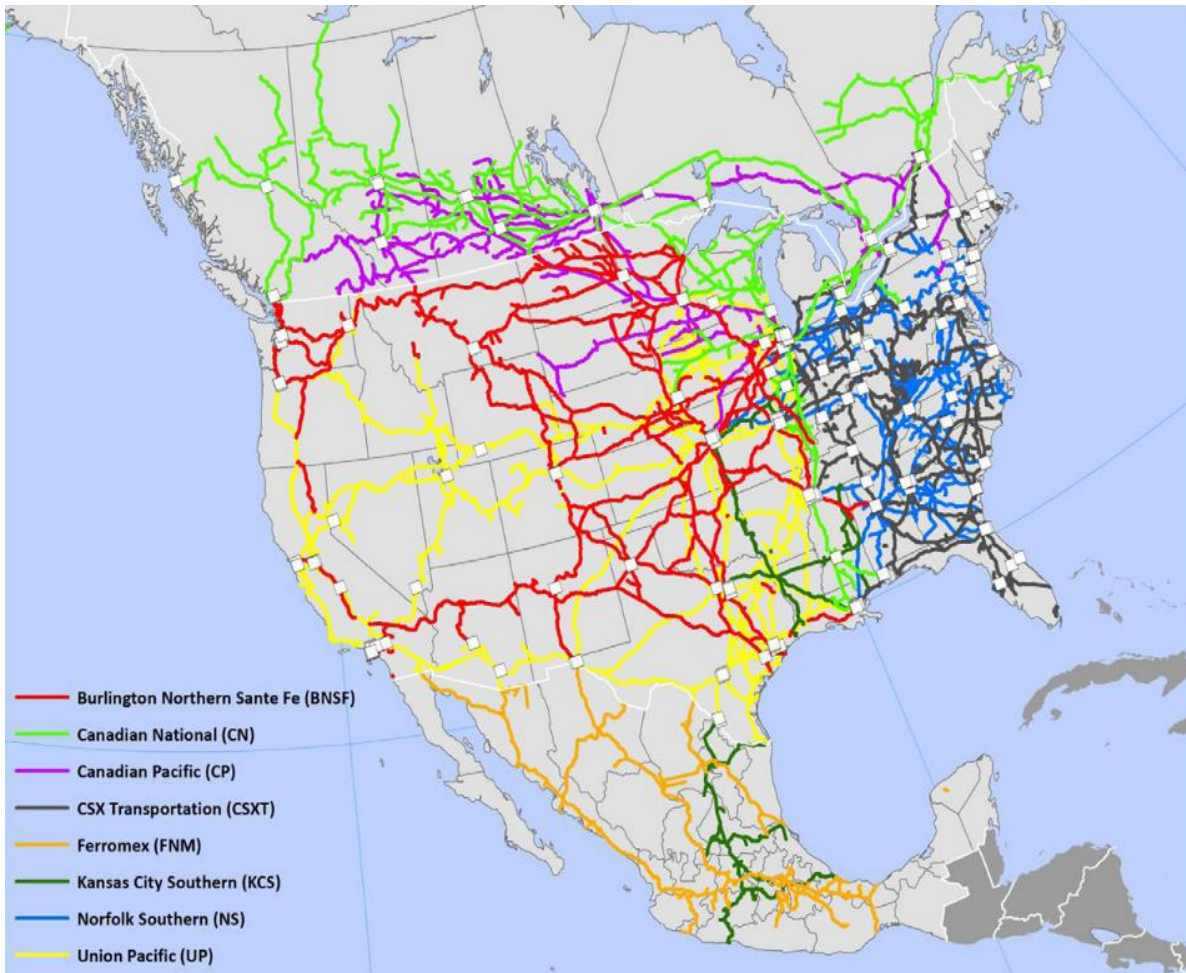 Burlington Northern Sante Fe (BNSF)
Canadian National (CN)
Canadian Pacific (CP)
CSX Transportation (CSXT)
Ferromex (FNM)
Kansas City Southern (KCS)
Norfolk Southern (NS)
Union Pacific (UP)